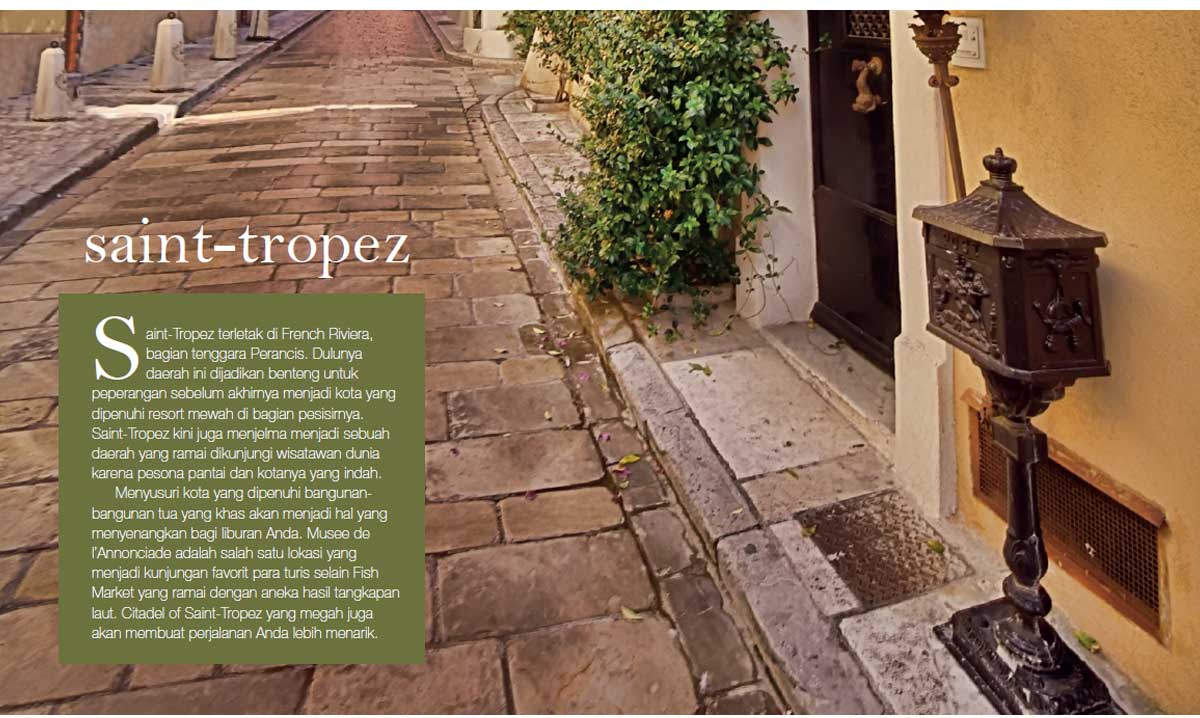 saint-tropez
Saint-Tropez terletak di French Riviera,
bagian tenggara Perancis. Dulunya
daerah ini dijadikan benteng untuk
peperangan sebelum akhirnya menjadi kota yang
dipenuhi resort mewah di bagian pesisirnya.
Saint-Tropez kini juga menjelma menjadi sebuah
daerah yang ramai dikunjungi wisatawan dunia
karena pesona pantai dan kotanya yang indah.
Menyusuri kota yang dipenuhi bangunan-
bangunan tua yang khas akan menjadi hal yang
menyenangkan bagi liburan Anda. Musee de
l'Annonciade adalah salah satu lokasi yang
menjadi kunjungan favorit para turis selain Fish
Market yang ramai dengan aneka hasil tangkapan
laut. Citadel of Saint-Tropez yang megah juga
akan membuat perjalanan Anda lebih menarik.